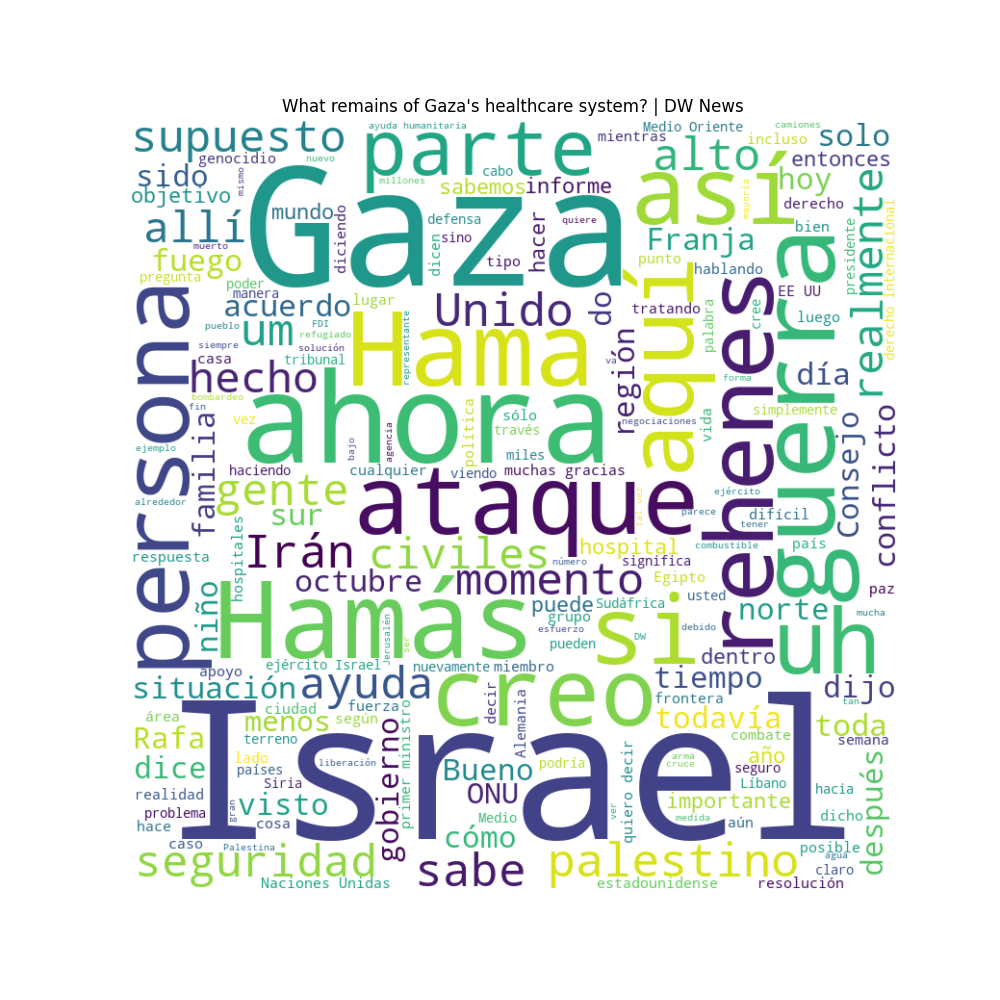 What remains of Gaza's healthcare system? | DW News
supuesto
ayuda humanitaria
parte
mientras
Medio Oriente
camiones
incluso
solo
genocidio
nuevo
cabo
alto
entonces
sido
mismo
millones
sabemos
informe
así
mayoría
hoy
objetivo
mundo
Gaza
defensa
quiere
derecho
allí
diciendo
dicen
sino
hacer
Franja
bien
presidente
realmente
derecho internacional
muerto
fuego
tipo
punto
hablando
pregunta
poder
manera
acuerdo
lugar
Unido
do
tratando
EE UU
cree
luego
persona
pueblo
FDI
um
refugiado
representante
Hama
región
aquí
palabra
rehenes
guerra
siempre
solución
casa
tribunal
va
día
hecho
forma
bombardeo
fin
vez
ahora
política
sólo
negociaciones
vida
simplemente
ejemplo
familia
través
miles
Consejo
conflicto
haciendo
bajo
agencia
cualquier
viendo
muchas gracias
gente
ataque
tal vez
ejército
parece
alrededor
sur
difícil
tener
respuesta
hospitales
Irán
civiles
hospital
combustible
país
número
significa
niño
octubre
momento
Egipto
usted
paz
Hamás
puede
Sudáfrica
norte
mucha
grupo
esfuerzo
DW
si
debido
uh
Jerusalén
ser
pueden
dentro
apoyo
ejército Israel
nuevamente
miembro
situación
ayuda
creo
tiempo
dijo
tan
ciudad
fuerza
decir
frontera
área
menos
según
primer ministro
Alemania
todavía
toda
Rafa
terreno
gobierno
combate
semana
dice
lado
países
liberación
Israel
Bueno
podría
quiero decir
arma
cruce
año
seguro
después
realidad
Siria
ONU
Líbano
hacia
problema
gran
visto
importante
hace
cosa
Medio
ver
medida
aún
dicho
caso
Palestina
cómo
posible
seguridad
sabe
palestino
agua
claro
Naciones Unidas
estadounidense
resolución